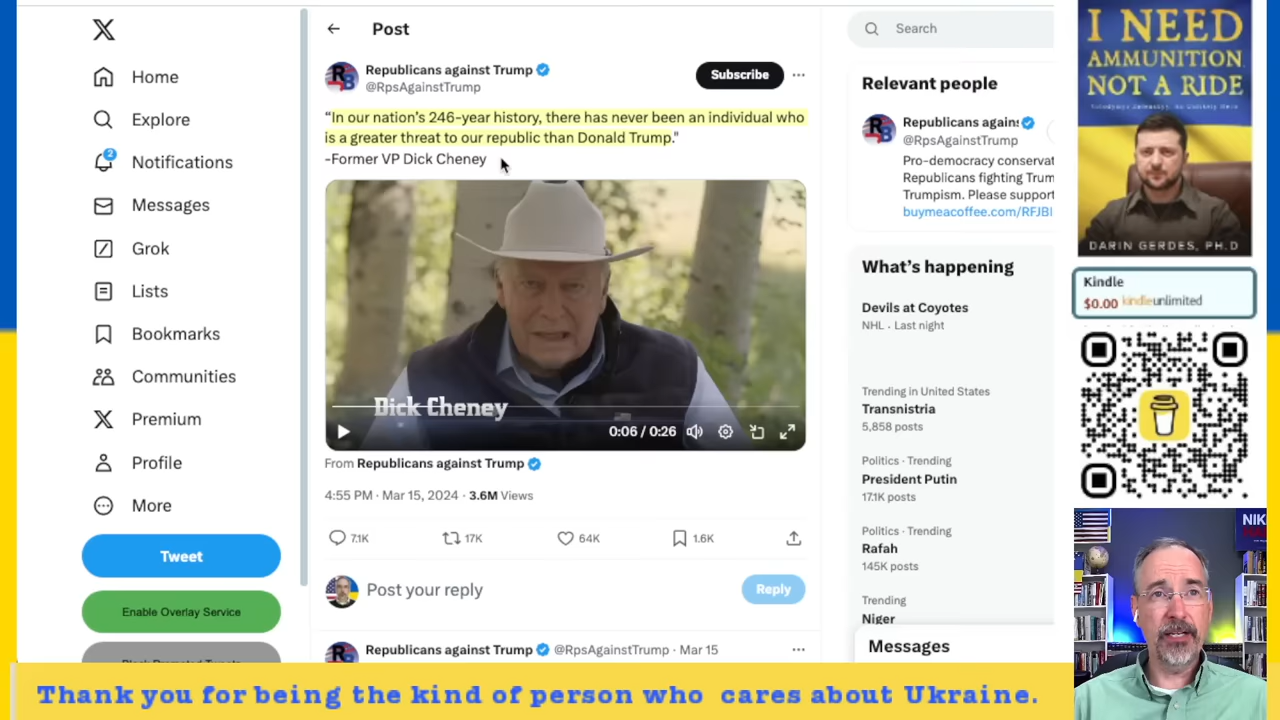 Home
Explore
2
Notifications
Messages
Grok
Lists
Bookmarks
Communities
Premium
Profile
More
Tweet
Enable Overlay Service
Post
Republicans against Trump
@RpsAgainstTrump
Subscribe
“In our nation’s 246-year history, there has never been an individual who
is a greater threat to our republic than Donald Trump."
-Former VP Dick Cheney
Dick Cheney
0:06 / 0:26
From Republicans against Trump
4:55 PM · Mar 15, 2024 · 3.6M Views
7.1K 17K 64K 1.6K
Post your reply
Reply
Republicans against Trump @RpsAgainstTrump · Mar 15
Search
Relevant people
Republicans agains
@RpsAgainstTrump
Pro-democracy conservat
Republicans fighting Trum
Trumpism. Please support
buymeacoffee.com/RFJBI
What’s happening
Devils at Coyotes
NHL · Last night
Trending in United States
Transnistria
5,858 posts
Politics · Trending
President Putin
17.1K posts
Politics · Trending
Rafah
145K posts
Trending
Niger
Messages
I NEED
AMMUNITION
NOT A RIDE
DARIN GERDES, PH.D
Kindle
$0.00 kindleunlimited
NIK
Thank you for being the kind of person who cares about Ukraine.